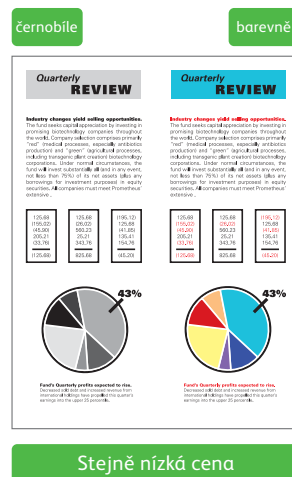 černobíle
barevně
Quarterly
REVIEW
Industry changes yield selling opportunities.
The fund seeks capital appreciation by investing in
promising biotechnology companies throughout
the world. Company selection comprises primarily
"red" (medical processes, especially antibiotics
production) and "green" (agricultural processes,
including transgenic plant creation) biotechnology
corporations. Under normal circumstances, the
fund will invest substantially all (and in any event,
not less than 75%) of its net assets (plus any
borrowings for investment purposes) in equity
securities. All companies must meet Prometheus'
extensive .
125.68
(26.02)
(45.90)
205.21
(33.76)
(125.68)
125.68
(26.02)
560.23
25.21
343.76
825.68
(195.12)
(41.85)
135.41
154.76
(45.20)
43%
Fund's Quarterly profits expected to rise.
Decreased sold debt and increased revenue from
international holdings have propelled this quarter's
earnings into the upper 25 percentile.
Quarterly
REVIEW
Industry changes yield selling opportunities.
The fund seeks capital appreciation by investing in
promising biotechnology companies throughout
the world. Company selection comprises primarily
"red" (medical processes, especially antibiotics
production) and "green" (agricultural processes,
including transgenic plant creation) biotechnology
corporations. Under normal circumstances, the
fund will invest substantially all (and in any event,
not less than 75%) of its net assets (plus any
borrowings for investment purposes) in equity
securities. All companies must meet Prometheus'
extensive .
125.68
(45.90)
205.21
(33.76)
(125.68)
125.68
(26.02)
560.23
25.21
343.76
825.68
(195.12)
(41.85)
135.41
154.76
(45.20)
43%
Fund's Quarterly profits expected to rise.
Decreased sold debt and increased revenue from
international holdings have propelled this quarter's
earnings into the upper 25 percentile.
Stejně nízká cena